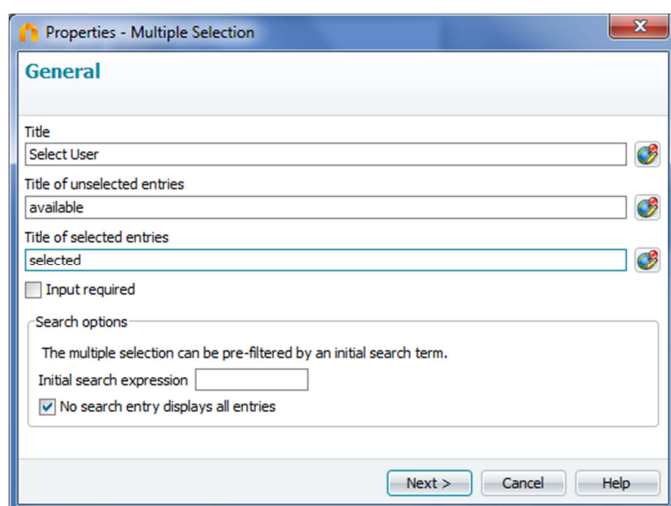 Properties - Multiple Selection
General
Title
Select User
Title of unselected entries
available
Title of selected entries
selected
Input required
Search options
The multiple selection can be pre-filtered by an initial search term.
Initial search expression
No search entry displays all entries
Next > Cancel Help